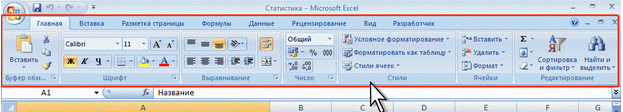 Статистика - Microsoft Excel
Главная Вставка Разметка страницы Формулы Данные Рецензирование Вид Разработчик
Вставить
Calibri 11
Ж К Ч
Общий
% 000
Условное форматирование
Форматировать как таблицу
Стили ячеек
Вставить
Удалить
Формат
Σ
Сортировка и фильтр
Найти и выделить
Буфер обм... Шрифт Выравнивание Число Стили Ячейки Редактирование
A1 fx Название
A B C D E F G